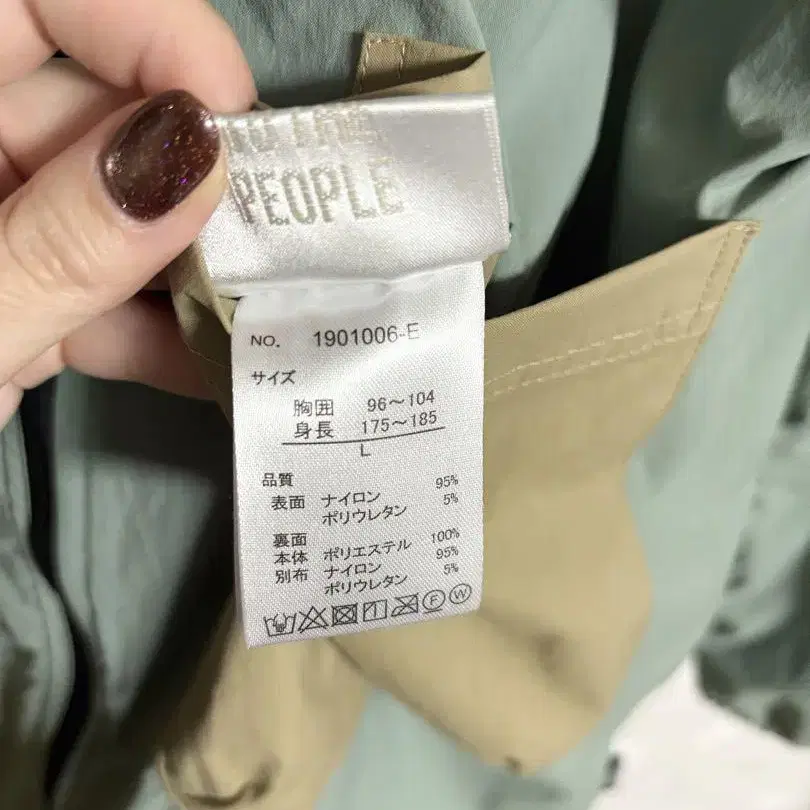 PEOPLE
NO. 1901006-E
サイズ
胸囲 96～104
身長 175～185
L
品質
表面 ナイロン 95%
ポリウレタン 5%
裏面
本体 ポリエステル 100%
別布 ナイロン 95%
ポリウレタン 5%
F W